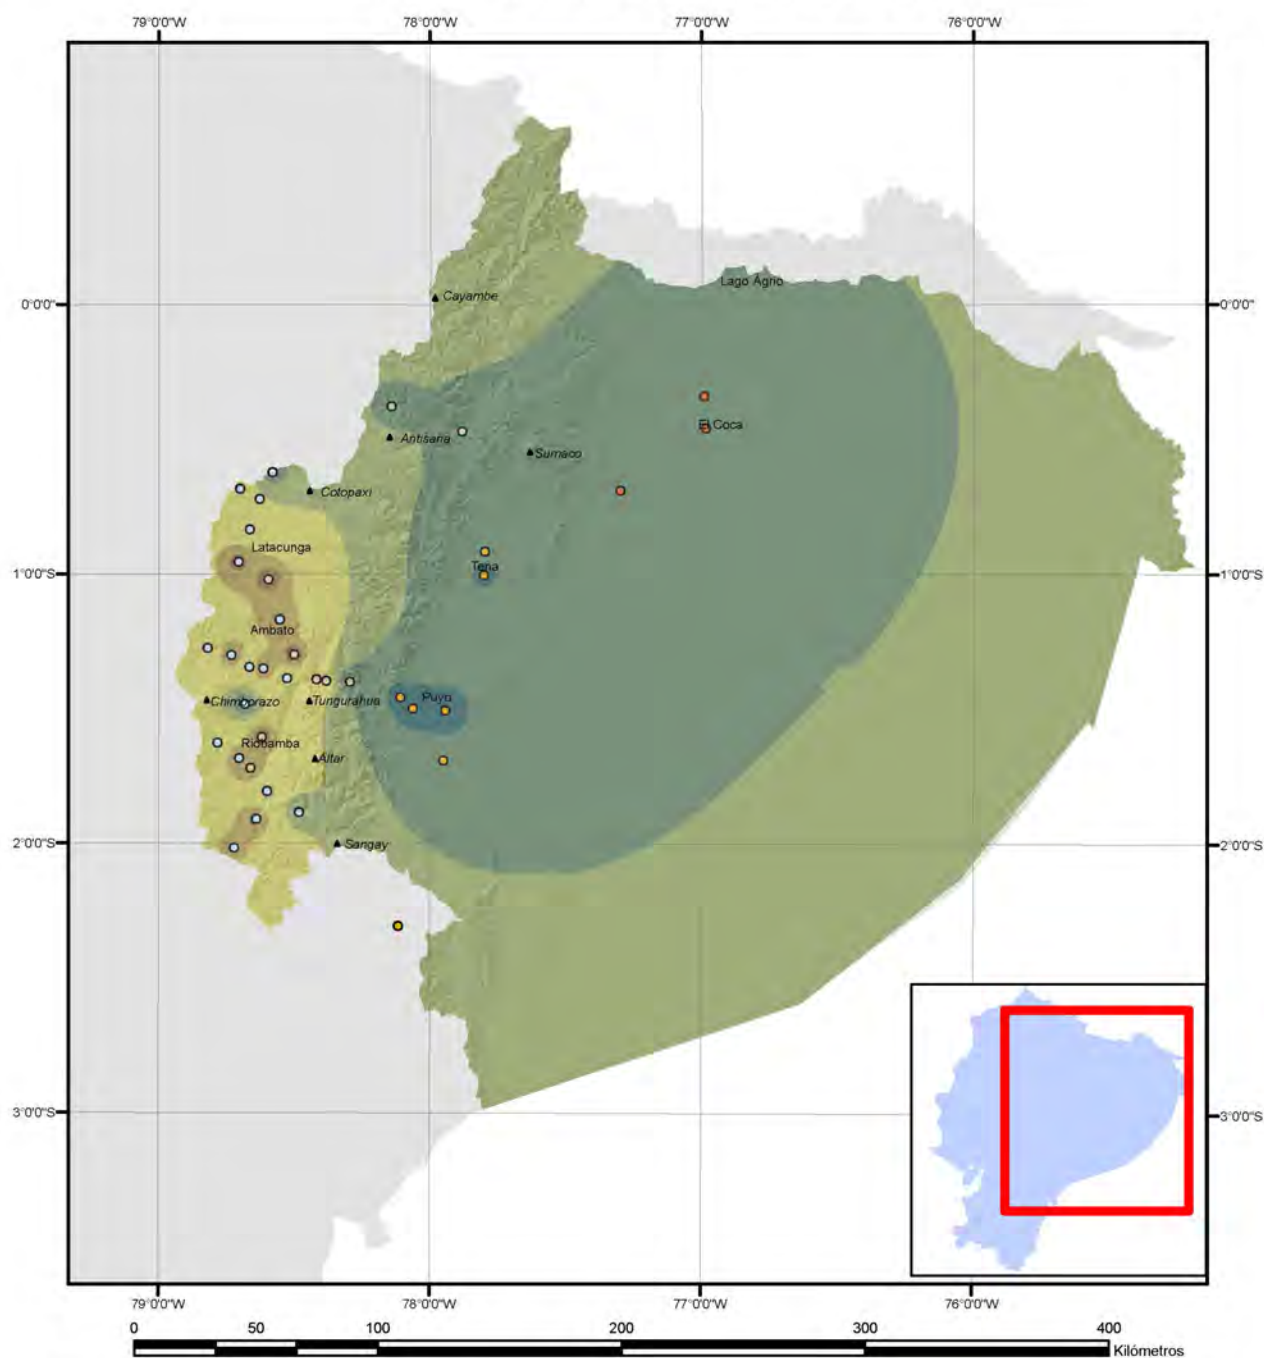 79°0'0"W 78°0'0"W 77°0'0"W 76°0'0"W
Lago Agrio
Cayambe
0°0'0" 0°0'0"
El Coca
Antisana
Sumaco
Cotopaxi
Latacunga
Tena
1°0'0"S 1°0'0"S
Ambato
Puyo
Chimborazo Tungurahua
Riobamba
Altar
2°0'0"S Sangay 2°0'0"S
3°0'0"S 3°0'0"S
79°0'0"W 78°0'0"W 77°0'0"W 76°0'0"W
0 50 100 200 300 400
Kilómetros